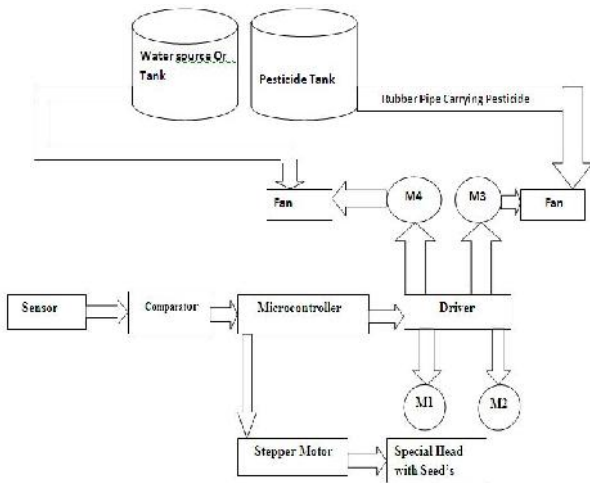 Water source Or
Tank
Pesticide Tank
Rubber Pipe Carrying Pesticide
Fan
M4
M3
Fan
Sensor
Comparator
Microcontroller
Driver
M1
M2
Stepper Motor
Special Head
with Seed's